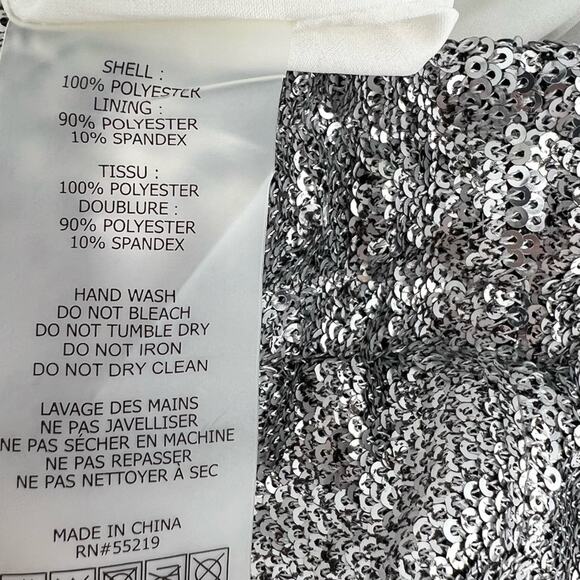 SHELL :
100% POLYESTER
LINING :
90% POLYESTER
10% SPANDEX
TISSU :
100% POLYESTER
DOUBLURE :
90% POLYESTER
10% SPANDEX
HAND WASH
DO NOT BLEACH
DO NOT TUMBLE DRY
DO NOT IRON
DO NOT DRY CLEAN
LAVAGE DES MAINS
NE PAS JAVELLISER
NE PAS SÉCHER EN MACHINE
NE PAS REPASSER
NE PAS NETTOYER À SEC
MADE IN CHINA
RN#55219